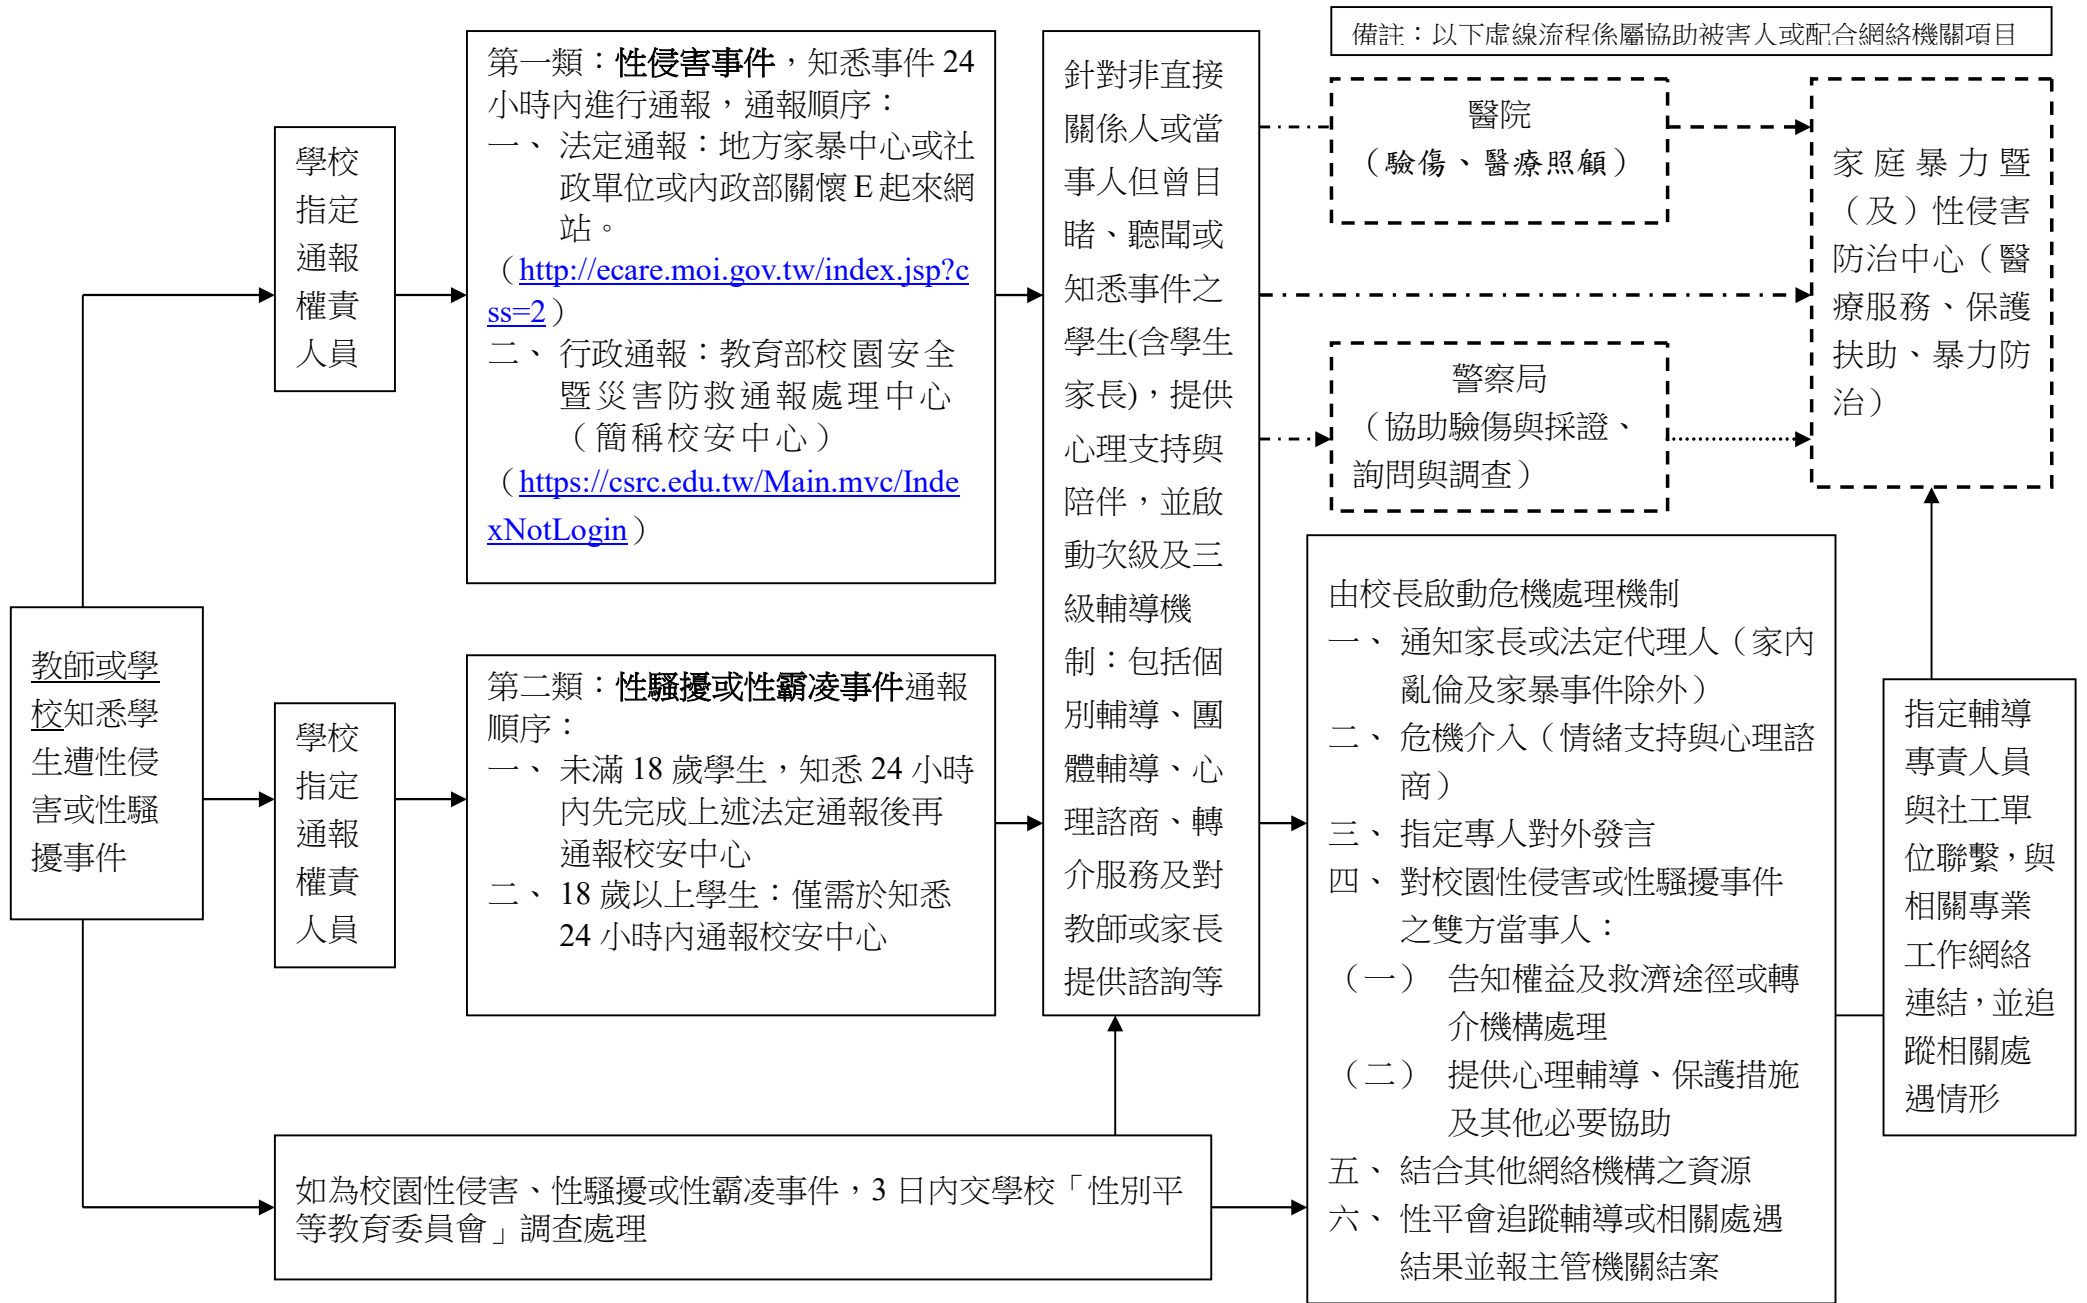 備註：以下虛線流程係屬協助被害人或配合網絡機關項目
教師或學
校知悉學
生遭性侵
害或性騷
擾事件
學校
指定
通報
權責
人員
第一類：性侵害事件，知悉事件 24
小時內進行通報，通報順序：
一、 法定通報：地方家暴中心或社
政單位或內政部關懷 E 起來網
站。
（http://ecare.moi.gov.tw/index.jsp?c
ss=2）
二、 行政通報：教育部校園安全
暨災害防救通報處理中心
（簡稱校安中心）
（https://csrc.edu.tw/Main.mvc/Inde
xNotLogin）
學校
指定
通報
權責
人員
第二類：性騷擾或性霸凌事件通報
順序：
一、 未滿 18 歲學生，知悉 24 小時
內先完成上述法定通報後再
通報校安中心
二、 18 歲以上學生：僅需於知悉
24 小時內通報校安中心
如為校園性侵害、性騷擾或性霸凌事件，3 日內交學校「性別平
等教育委員會」調查處理
針對非直接
關係人或當
事人但曾目
睹、聽聞或
知悉事件之
學生(含學生
家長)，提供
心理支持與
陪伴，並啟
動次級及三
級輔導機
制：包括個
別輔導、團
體輔導、心
理諮商、轉
介服務及對
教師或家長
提供諮詢等
醫院
（驗傷、醫療照顧）
警察局
（協助驗傷與採證、
詢問與調查）
家庭暴力暨
（及）性侵害
防治中心（醫
療服務、保護
扶助、暴力防
治）
由校長啟動危機處理機制
一、 通知家長或法定代理人（家內
亂倫及家暴事件除外）
二、 危機介入（情緒支持與心理諮
商）
三、 指定專人對外發言
四、 對校園性侵害或性騷擾事件
之雙方當事人：
（一） 告知權益及救濟途徑或轉
介機構處理
（二） 提供心理輔導、保護措施
及其他必要協助
五、 結合其他網絡機構之資源
六、 性平會追蹤輔導或相關處遇
結果並報主管機關結案
指定輔導
專責人員
與社工單
位聯繫，與
相關專業
工作網絡
連結，並追
蹤相關處
遇情形